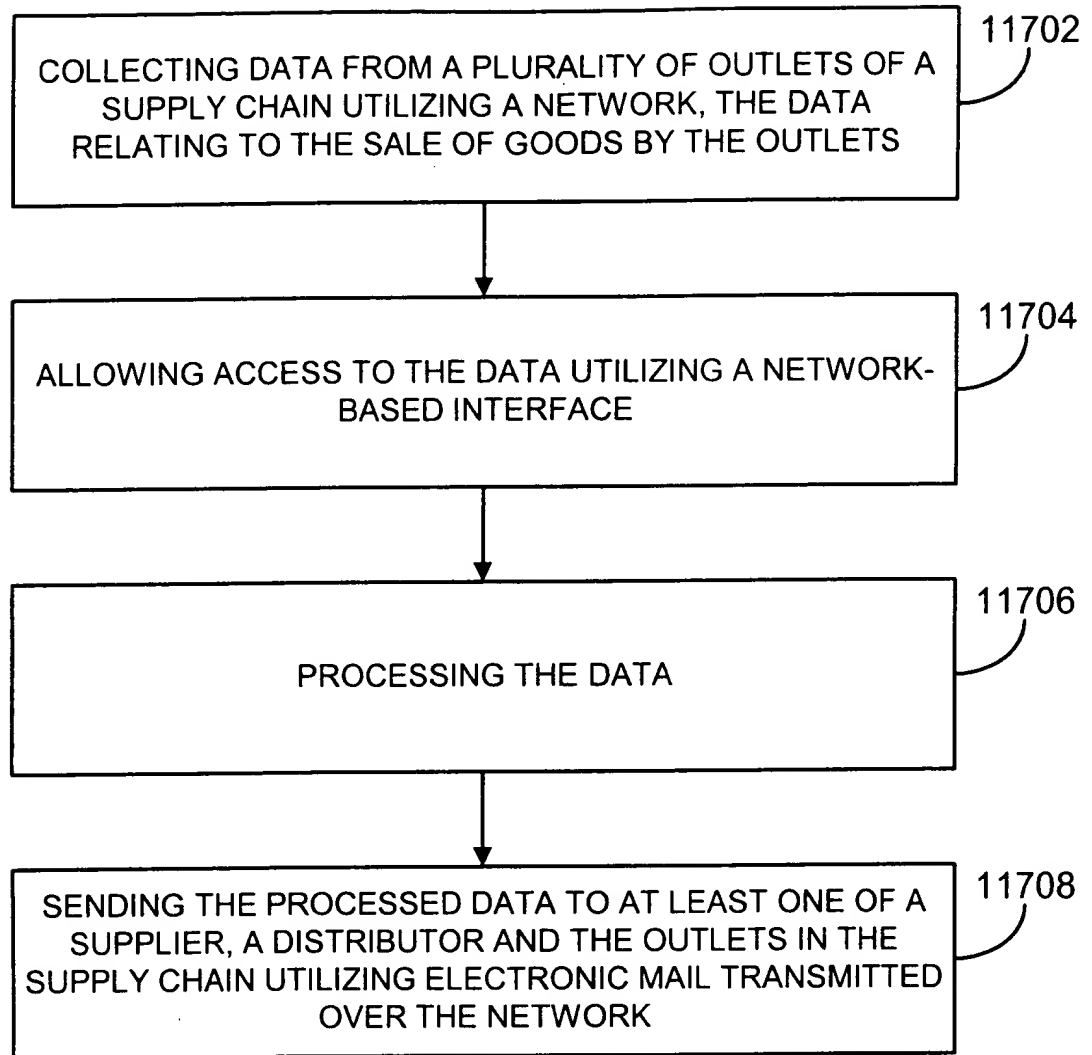 11702
COLLECTING DATA FROM A PLURALITY OF OUTLETS OF A
SUPPLY CHAIN UTILIZING A NETWORK, THE DATA
RELATING TO THE SALE OF GOODS BY THE OUTLETS
11704
ALLOWING ACCESS TO THE DATA UTILIZING A NETWORK-
BASED INTERFACE
11706
PROCESSING THE DATA
11708
SENDING THE PROCESSED DATA TO AT LEAST ONE OF A
SUPPLIER, A DISTRIBUTOR AND THE OUTLETS IN THE
SUPPLY CHAIN UTILIZING ELECTRONIC MAIL TRANSMITTED
OVER THE NETWORK